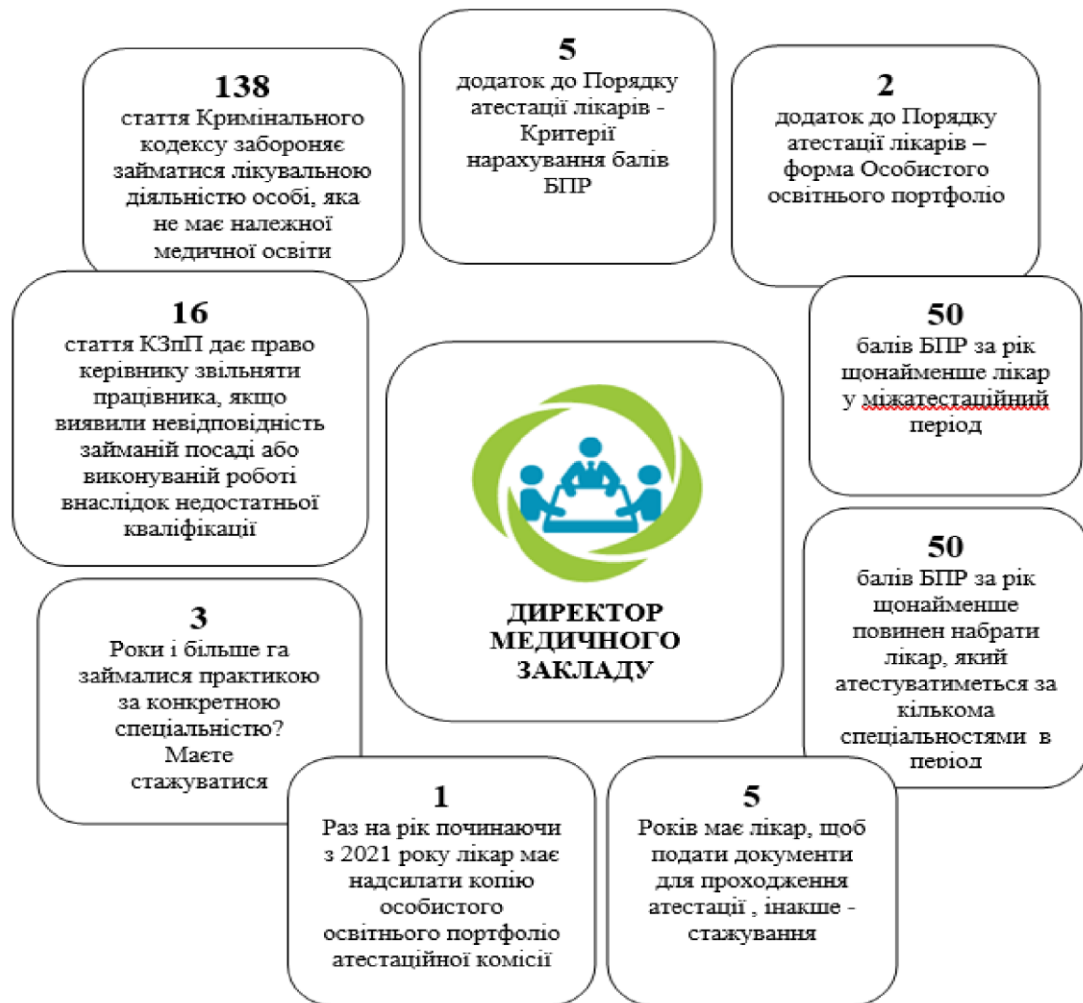 138
стаття Кримінального
кодексу забороняє
займатися лікувальною
діяльністю особі, яка
не має належної
медичної освіти
5
додаток до Порядку
атестації лікарів -
Критерії
нарахування балів
БПР
2
додаток до Порядку
атестації лікарів –
форма Особистого
освітнього портфоліо
16
стаття КЗпП дає право
керівнику звільняти
працівника, якщо
виявили невідповідність
займаній посаді або
виконуваній роботі
внаслідок недостатньої
кваліфікації
50
балів БПР за рік
щонайменше лікар
у міжатестаційний
період
ДИРЕКТОР
МЕДИЧНОГО
ЗАКЛАДУ
50
балів БПР за рік
щонайменше
повинен набрати
лікар, який
атестуватиметься за
кількома
спеціальностями в
період
3
Роки і більше га
займалися практикою
за конкретною
спеціальністю?
Маєте
стажуватися
1
Раз на рік починаючи
з 2021 року лікар має
надсилати копію
особистого
освітнього портфоліо
атестаційної комісії
5
Років має лікар, щоб
подати документи
для проходження
атестації , інакше -
стажування